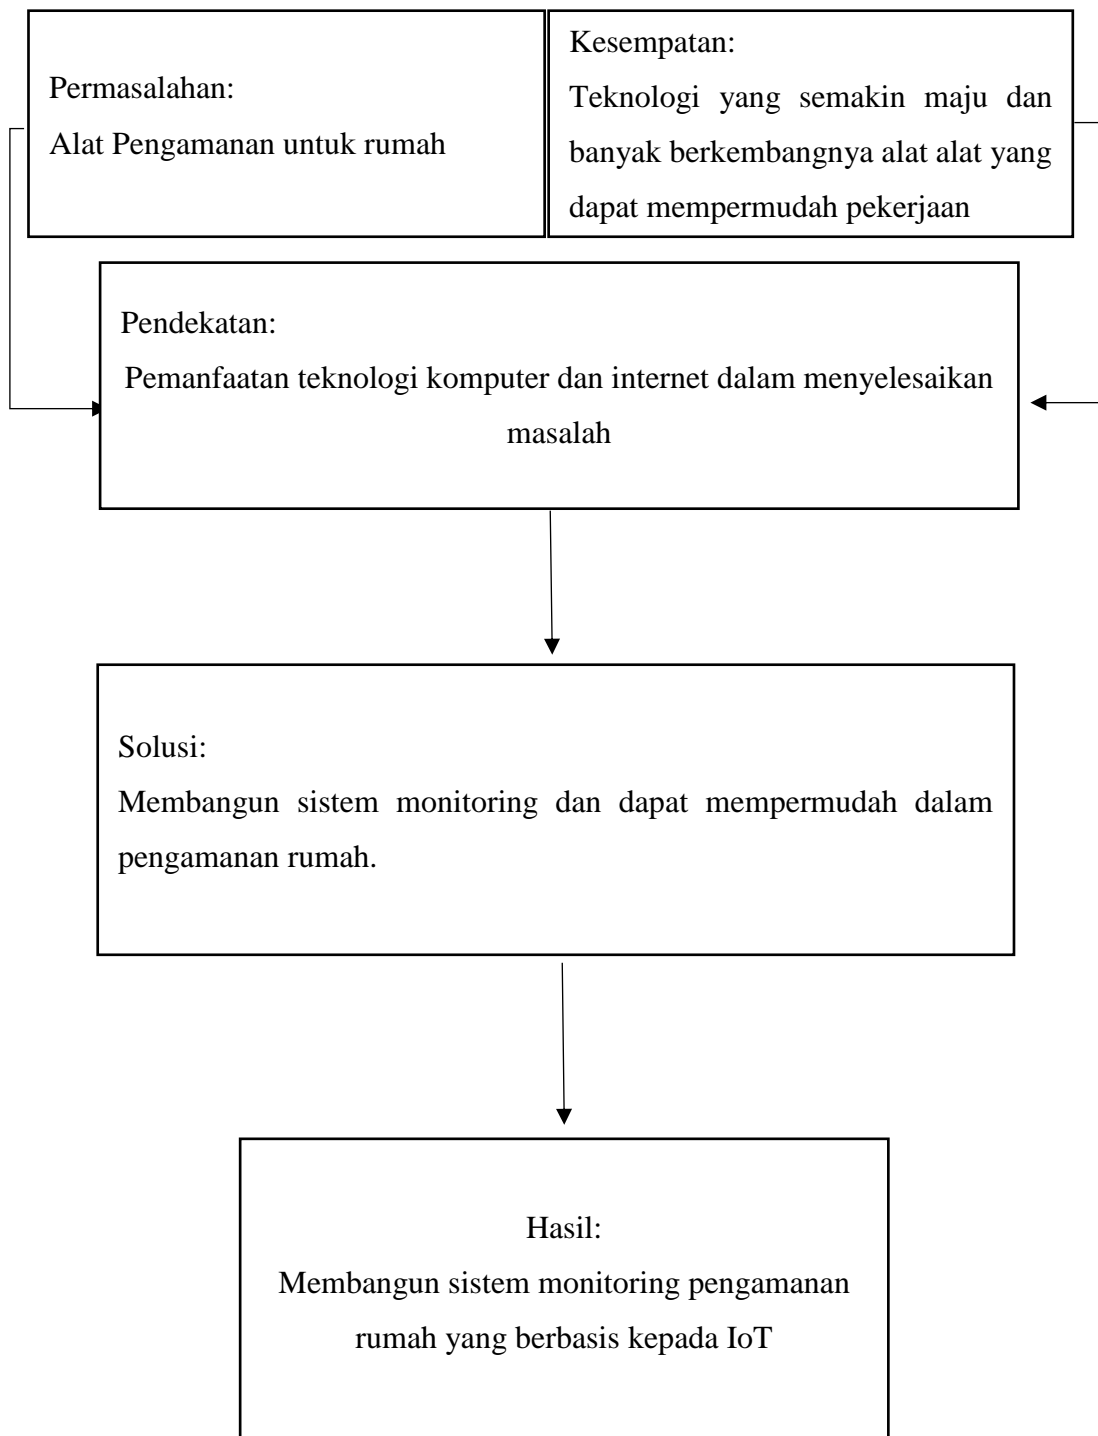 Permasalahan:
Alat Pengamanan untuk rumah
Kesempatan:
Teknologi yang semakin maju dan
banyak berkembangnya alat alat yang
dapat mempermudah pekerjaan
Pendekatan:
Pemanfaatan teknologi komputer dan internet dalam menyelesaikan
masalah
Solusi:
Membangun sistem monitoring dan dapat mempermudah dalam
pengamanan rumah.
Hasil:
Membangun sistem monitoring pengamanan
rumah yang berbasis kepada IoT